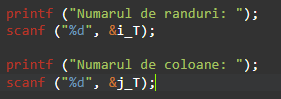 printf ("Numarul de randuri: ");
scanf ("%d", &i_T);
printf ("Numarul de coloane: ");
scanf ("%d", &j_T);